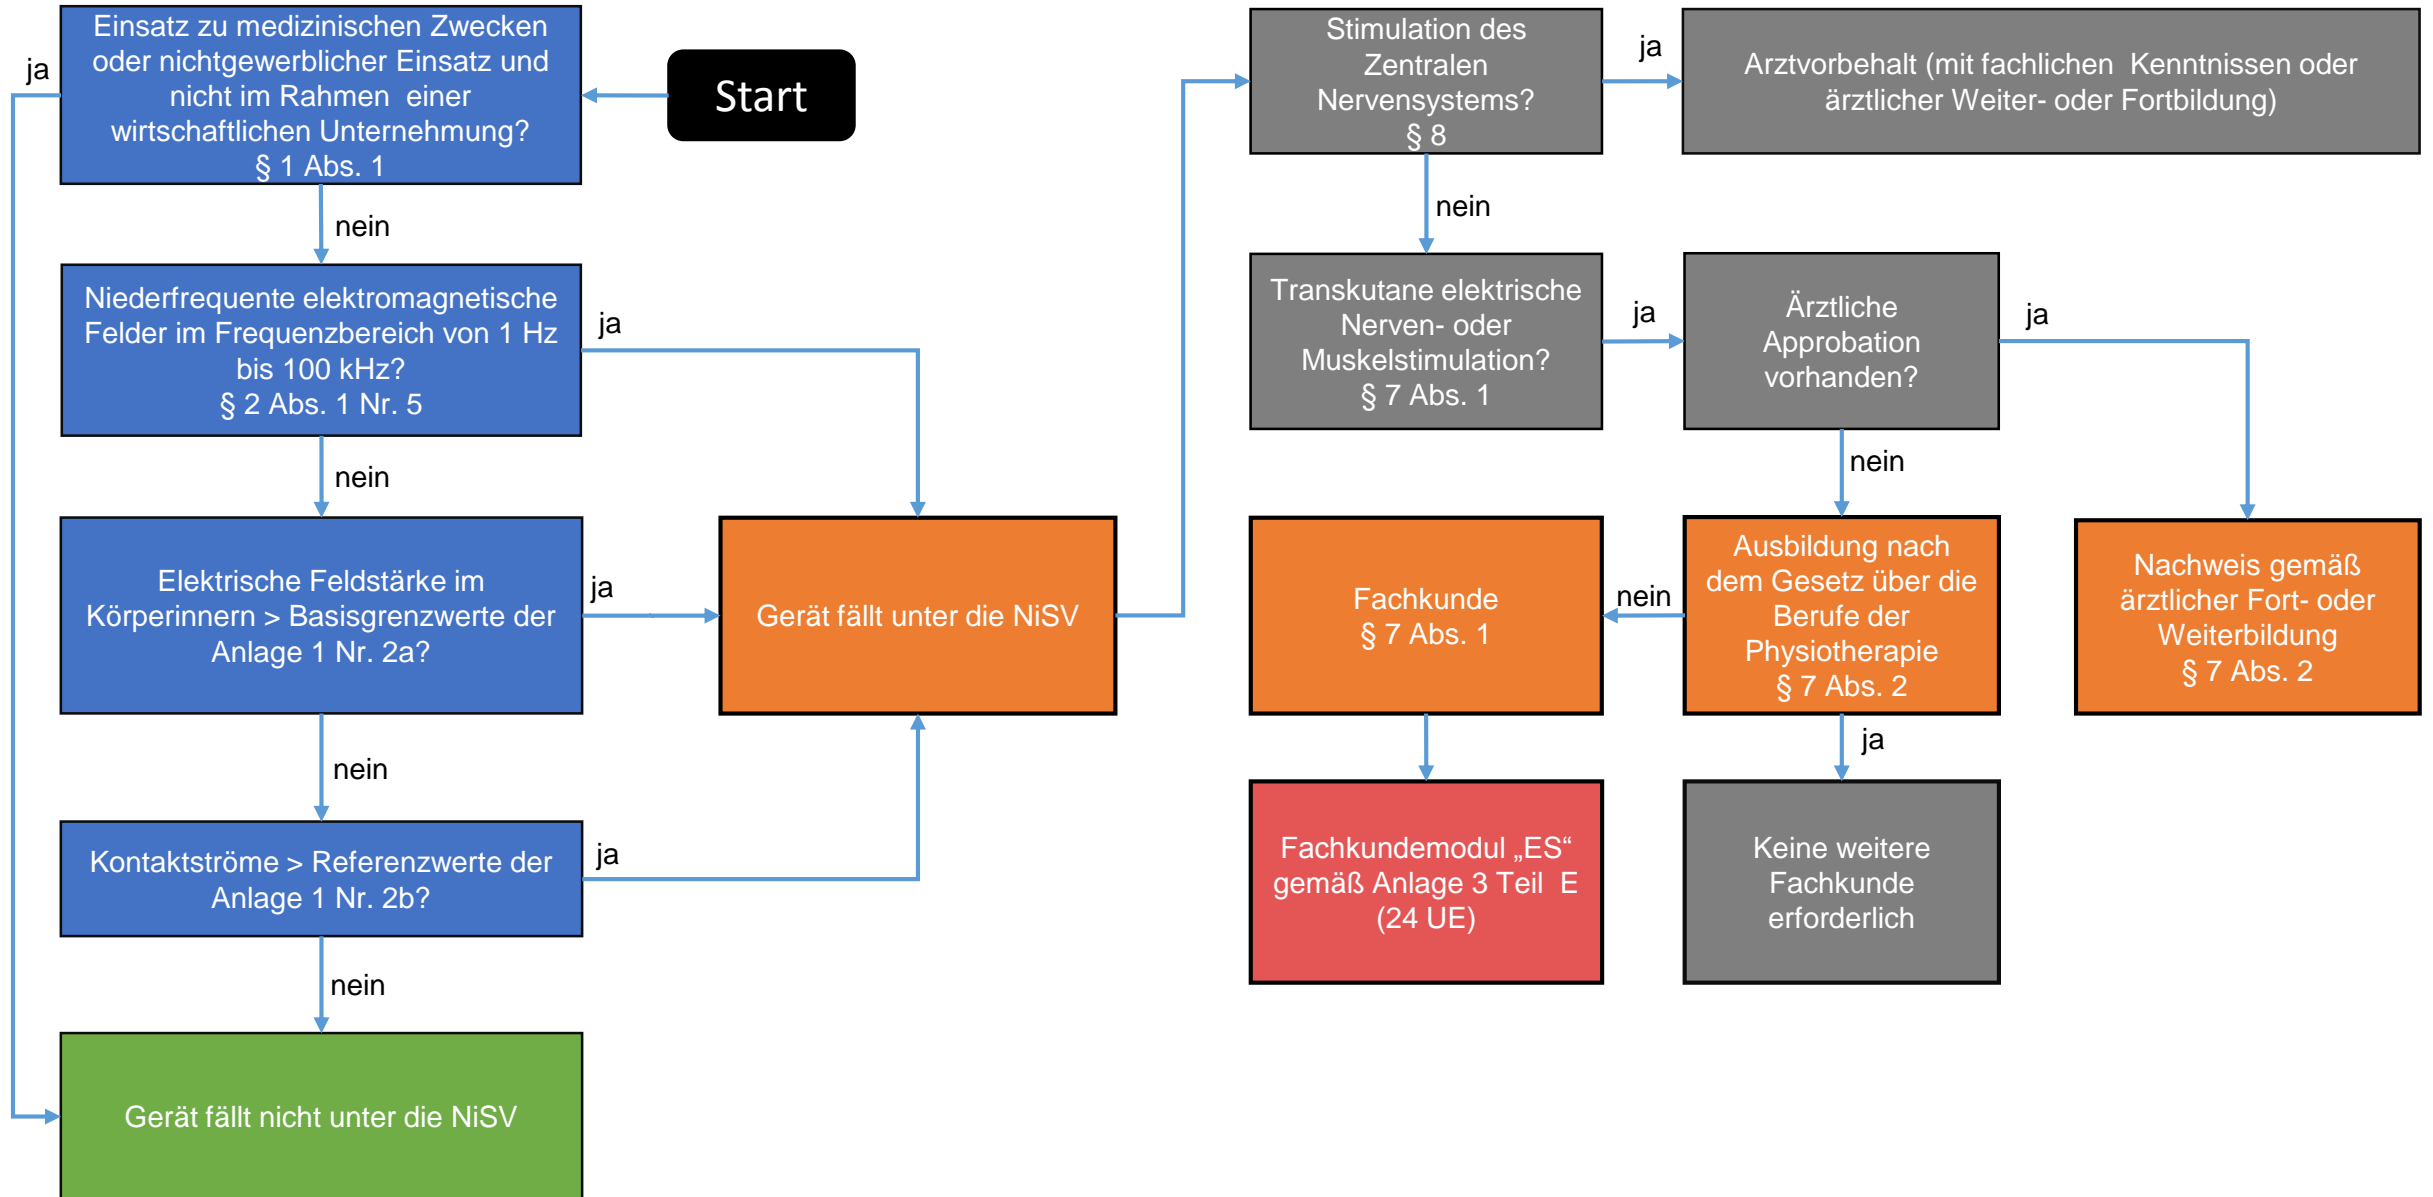 Einsatz zu medizinischen Zwecken
oder nichtgewerblicher Einsatz und
nicht im Rahmen einer
wirtschaftlichen Unternehmung?
§ 1 Abs. 1
ja
Start
nein
Niederfrequente elektromagnetische
Felder im Frequenzbereich von 1 Hz
bis 100 kHz?
§ 2 Abs. 1 Nr. 5
ja
nein
Elektrische Feldstärke im
Körperinnern > Basisgrenzwerte der
Anlage 1 Nr. 2a?
ja
Gerät fällt unter die NiSV
nein
Kontaktströme > Referenzwerte der
Anlage 1 Nr. 2b?
ja
nein
Gerät fällt nicht unter die NiSV
Stimulation des
Zentralen
Nervensystems?
§ 8
ja
Arztvorbehalt (mit fachlichen Kenntnissen oder
ärztlicher Weiter- oder Fortbildung)
nein
Transkutane elektrische
Nerven- oder
Muskelstimulation?
§ 7 Abs. 1
ja
Ärztliche
Approbation
vorhanden?
ja
nein
Fachkunde
§ 7 Abs. 1
nein
Ausbildung nach
dem Gesetz über die
Berufe der
Physiotherapie
§ 7 Abs. 2
Nachweis gemäß
ärztlicher Fort- oder
Weiterbildung
§ 7 Abs. 2
ja
Fachkundemodul „ES“
gemäß Anlage 3 Teil E
(24 UE)
Keine weitere
Fachkunde
erforderlich